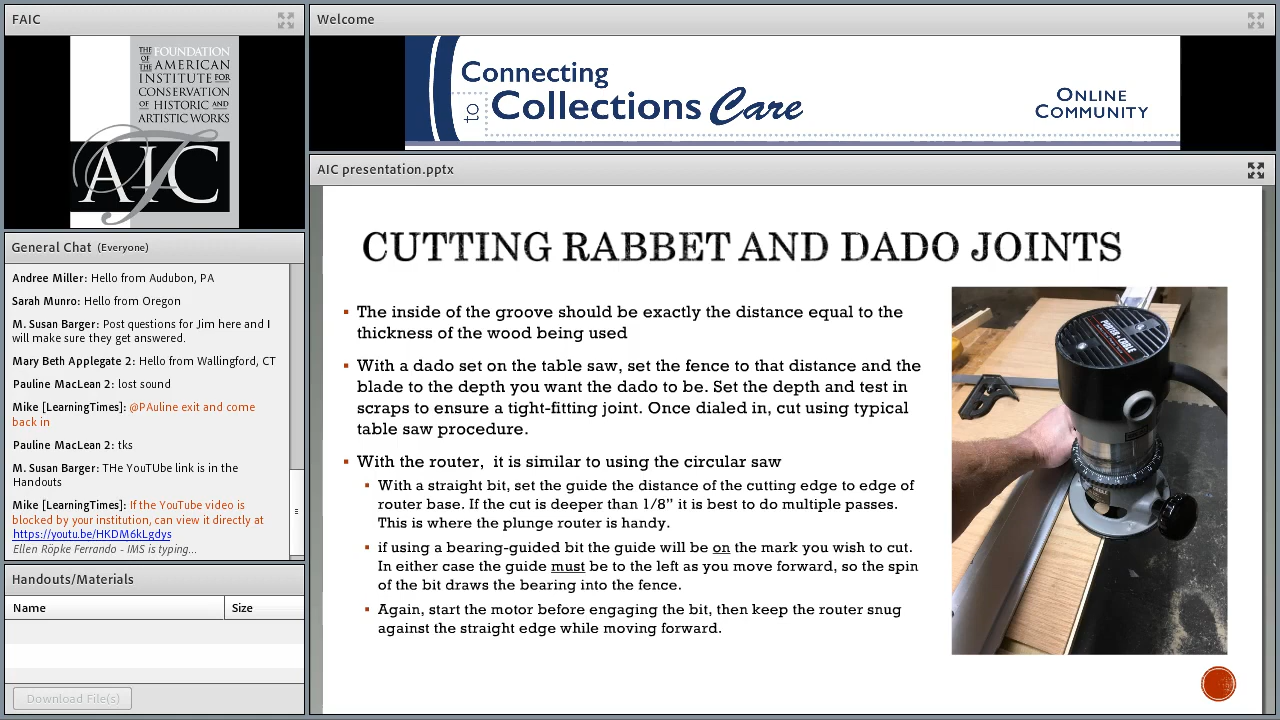 FAIC
THE FOUNDATION
OF THE AMERICAN
INSTITUTE FOR
CONSERVATION
OF HISTORIC AND
ARTISTIC WORKS
AIC
General Chat (Everyone)
Andree Miller: Hello from Audubon, PA
Sarah Munro: Hello from Oregon
M. Susan Barger: Post questions for Jim here and I
will make sure they get answered.
Mary Beth Applegate 2: Hello from Wallingford, CT
Pauline MacLean 2: lost sound
Mike [LearningTimes]: @PAuline exit and come
back in
Pauline MacLean 2: tks
M. Susan Barger: THe YouTUbe link is in the
Handouts
Mike [LearningTimes]: If the YouTube video is
blocked by your institution, can view it directly at
https://youtu.be/HKDM6kLgdys
Ellen Röpke Ferrando - IMS is typing...
Handouts/Materials
Name Size
Download File(s)
Welcome
Connecting
to Collections Care
ONLINE
COMMUNITY
AIC presentation.pptx
CUTTING RABBET AND DADO JOINTS
▪ The inside of the groove should be exactly the distance equal to the
thickness of the wood being used
▪ With a dado set on the table saw, set the fence to that distance and the
blade to the depth you want the dado to be. Set the depth and test in
scraps to ensure a tight-fitting joint. Once dialed in, cut using typical
table saw procedure.
▪ With the router, it is similar to using the circular saw
▪ With a straight bit, set the guide the distance of the cutting edge to edge of
router base. If the cut is deeper than 1/8” it is best to do multiple passes.
This is where the plunge router is handy.
▪ if using a bearing-guided bit the guide will be on the mark you wish to cut.
In either case the guide must be to the left as you move forward, so the spin
of the bit draws the bearing into the fence.
▪ Again, start the motor before engaging the bit, then keep the router snug
against the straight edge while moving forward.
PORTER+CABLE